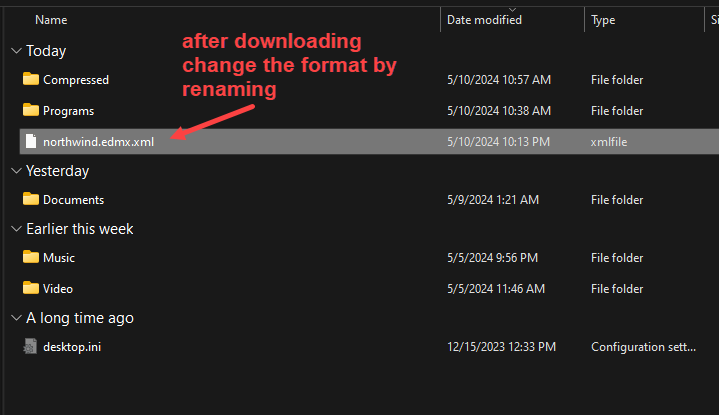 Name Date modified Type Si
after downloading
change the format by
renaming
Today
Compressed 5/10/2024 10:57 AM File folder
Programs 5/10/2024 10:38 AM File folder
northwind.edmx.xml 5/10/2024 10:13 PM xmlfile
Yesterday
Documents 5/9/2024 1:21 AM File folder
Earlier this week
Music 5/5/2024 9:56 PM File folder
Video 5/5/2024 11:46 AM File folder
A long time ago
desktop.ini 12/15/2023 12:33 PM Configuration sett...